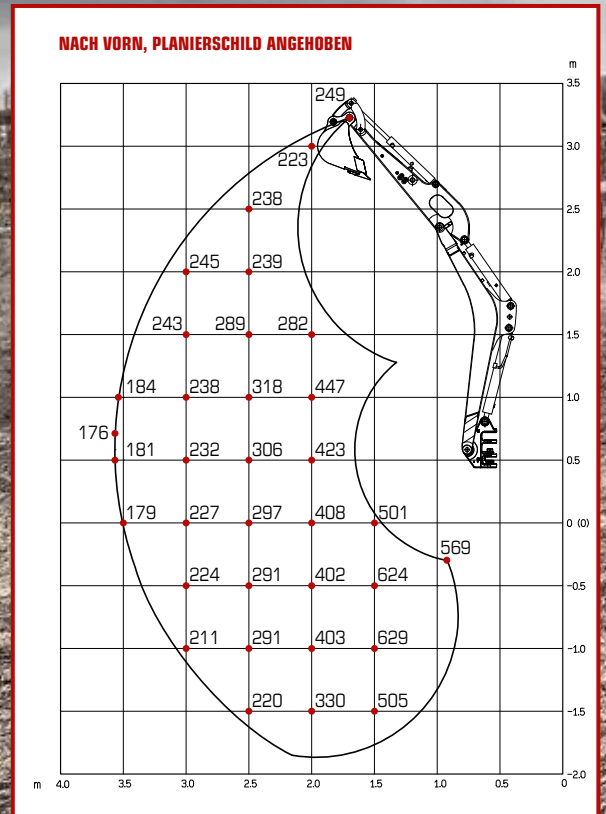 NACH VORN, PLANIERSCHILD ANGEHOBEN
m
3.5
249
3.0
223
238
2.5
245 239
2.0
243 289 282
1.5
184 238 318 447
1.0
176
181 232 306 423
0.5
179 227 297 408 501
0 (0)
569
224 291 402 624
–0.5
211 291 403 629
–1.0
220 330 505
–1.5
–2.0
m 4.0 3.5 3.0 2.5 2.0 1.5 1.0 0.5 0